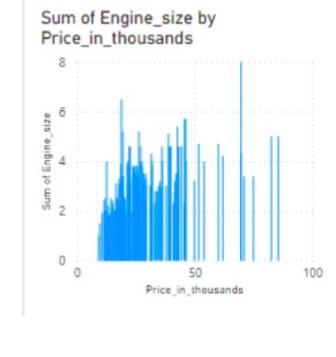 Sum of Engine_size by
Price_in_thousands
8
6
4
2
0
Sum of Engine_size
0 50 100
Price_in_thousands